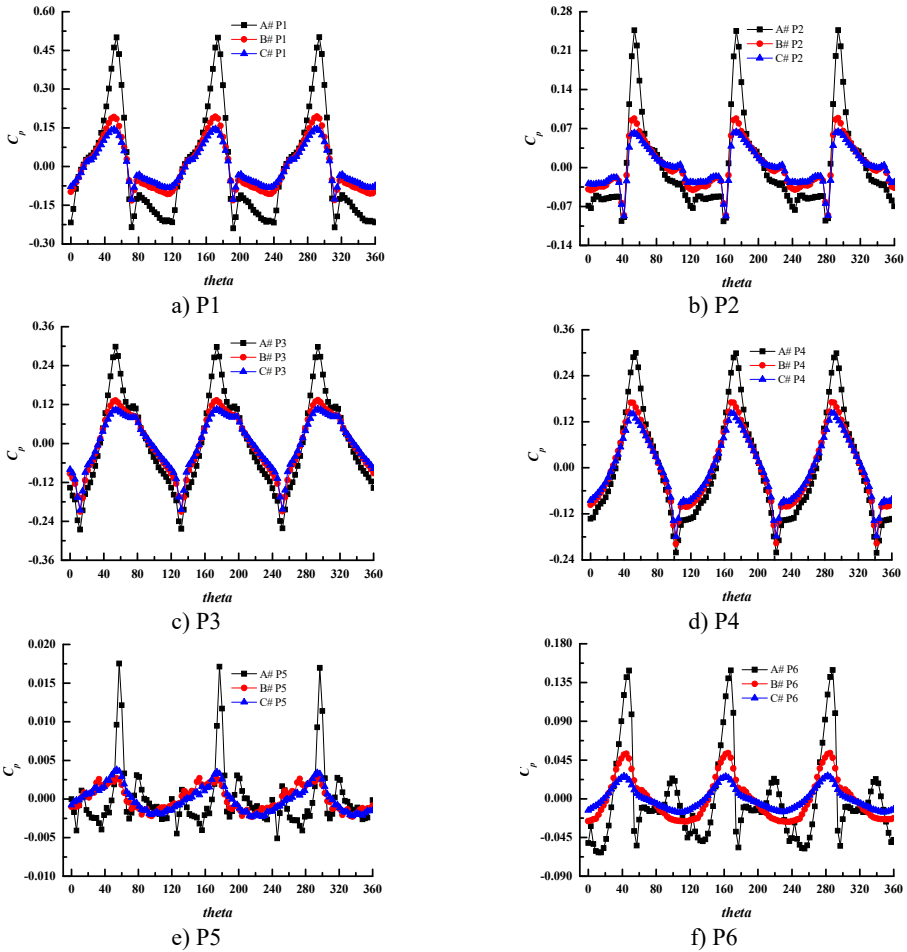 0.60
0.45
0.30
0.15
0.00
-0.15
-0.30
C_p
A# P1
B# P1
C# P1
0 40 80 120 160 200 240 280 320 360
theta
a) P1
0.28
0.21
0.14
0.07
0.00
-0.07
-0.14
C_p
A# P2
B# P2
C# P2
0 40 80 120 160 200 240 280 320 360
theta
b) P2
0.36
0.24
0.12
0.00
-0.12
-0.24
-0.36
C_p
A# P3
B# P3
C# P3
0 40 80 120 160 200 240 280 320 360
theta
c) P3
0.36
0.24
0.12
0.00
-0.12
-0.24
C_p
A# P4
B# P4
C# P4
0 40 80 120 160 200 240 280 320 360
theta
d) P4
0.020
0.015
0.010
0.005
0.000
-0.005
-0.010
C_p
A# P5
B# P5
C# P5
0 40 80 120 160 200 240 280 320 360
theta
e) P5
0.180
0.135
0.090
0.045
0.000
-0.045
-0.090
C_p
A# P6
B# P6
C# P6
0 40 80 120 160 200 240 280 320 360
theta
f) P6